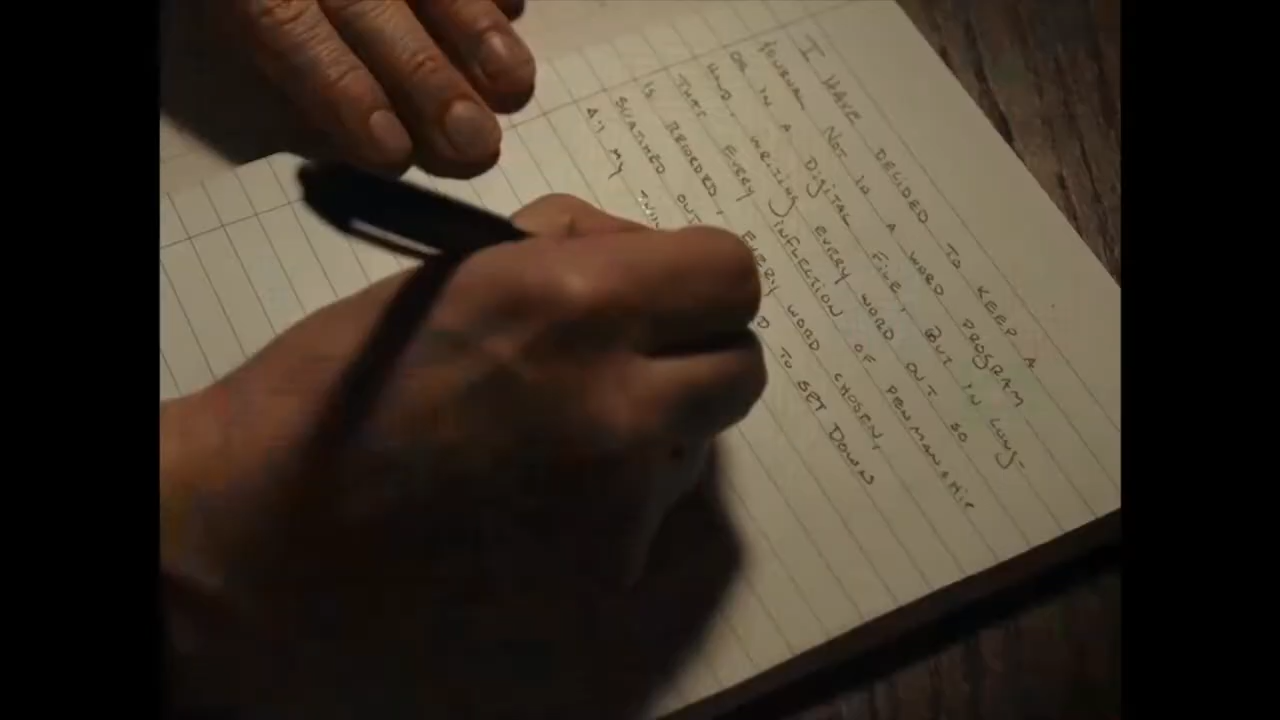 I HAVE DECIDED TO KEEP A
JOURNAL NOT IN A WORD PROGRAM
OR IN A DIGITAL FILE, BUT IN LONG-
HAND, WRITING EVERY WORD OUT SO
THAT EVERY INFLECTION OF PENMANSHIP
IS RECORDED, EVERY WORD CHOSEN,
SCRATCHED OUT TO SET DOWN
MY